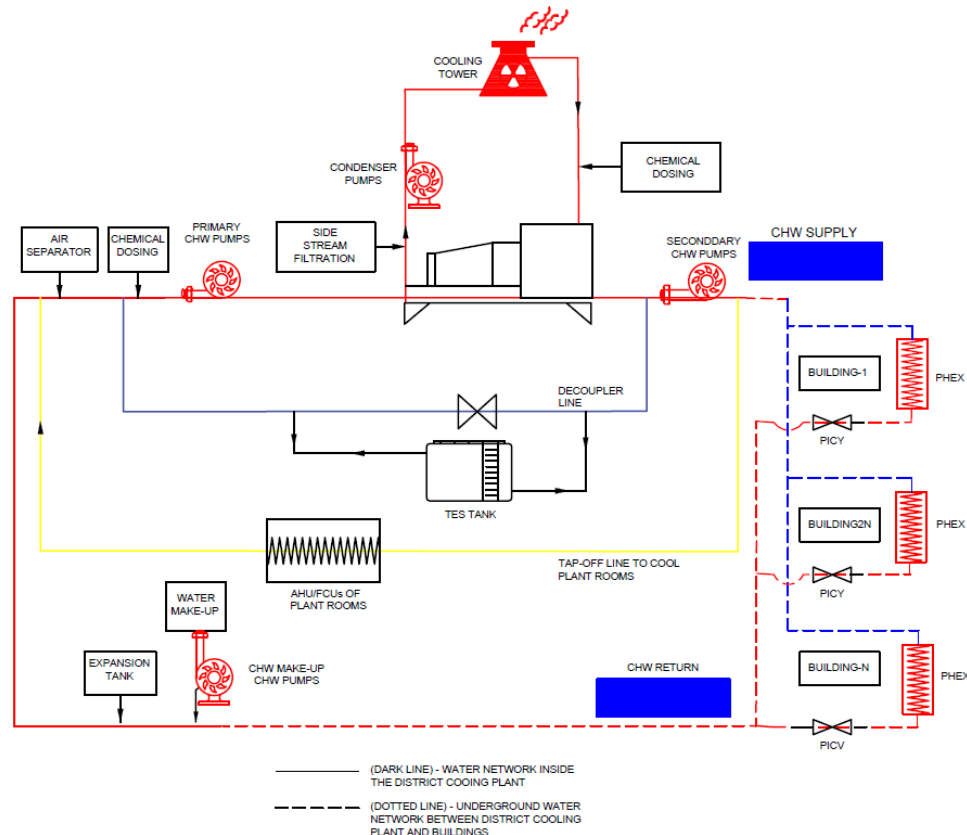 COOLING
TOWER
CONDENSER
PUMPS
CHEMICAL
DOSING
AIR
SEPARATOR
CHEMICAL
DOSING
PRIMARY
CHW PUMPS
SIDE
STREAM
FILTRATION
SECONDDARY
CHW PUMPS
CHW SUPPLY
BUILDING-1
PHEX
DECOUPLER
LINE
PICY
TES TANK
BUILDING2N
PHEX
TAP-OFF LINE TO COOL
PLANT ROOMS
PICY
AHU/FCUs OF
PLANT ROOMS
WATER
MAKE-UP
EXPANSION
TANK
CHW MAKE-UP
CHW PUMPS
CHW RETURN
BUILDING-N
PHEX
PICV
(DARK LINE) - WATER NETWORK INSIDE
THE DISTRICT COOING PLANT
(DOTTED LINE) - UNDERGROUND WATER
NETWORK BETWEEN DISTRICT COOLING
PLANT AND BUILDINGS